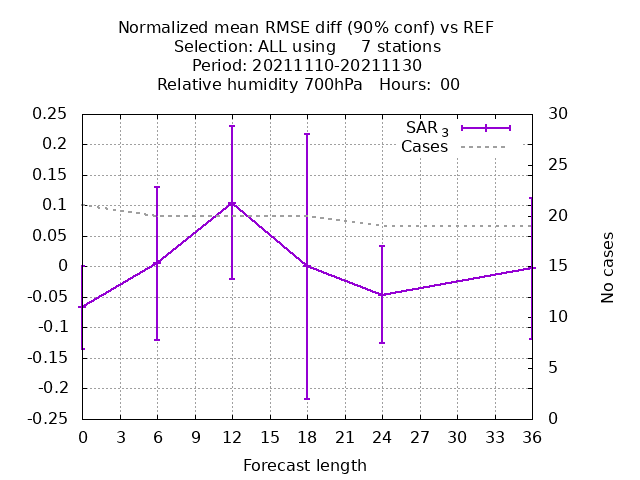 Normalized mean RMSE diff (90% conf) vs REF
Selection: ALL using     7 stations
Period: 20211110-20211130
Relative humidity 700hPa   Hours:  00
SAR 3
Cases
0.25
0.2
0.15
0.1
0.05
0
-0.05
-0.1
-0.15
-0.2
-0.25
30
25
20
15
10
5
0
No cases
0 3 6 9 12 15 18 21 24 27 30 33 36
Forecast length